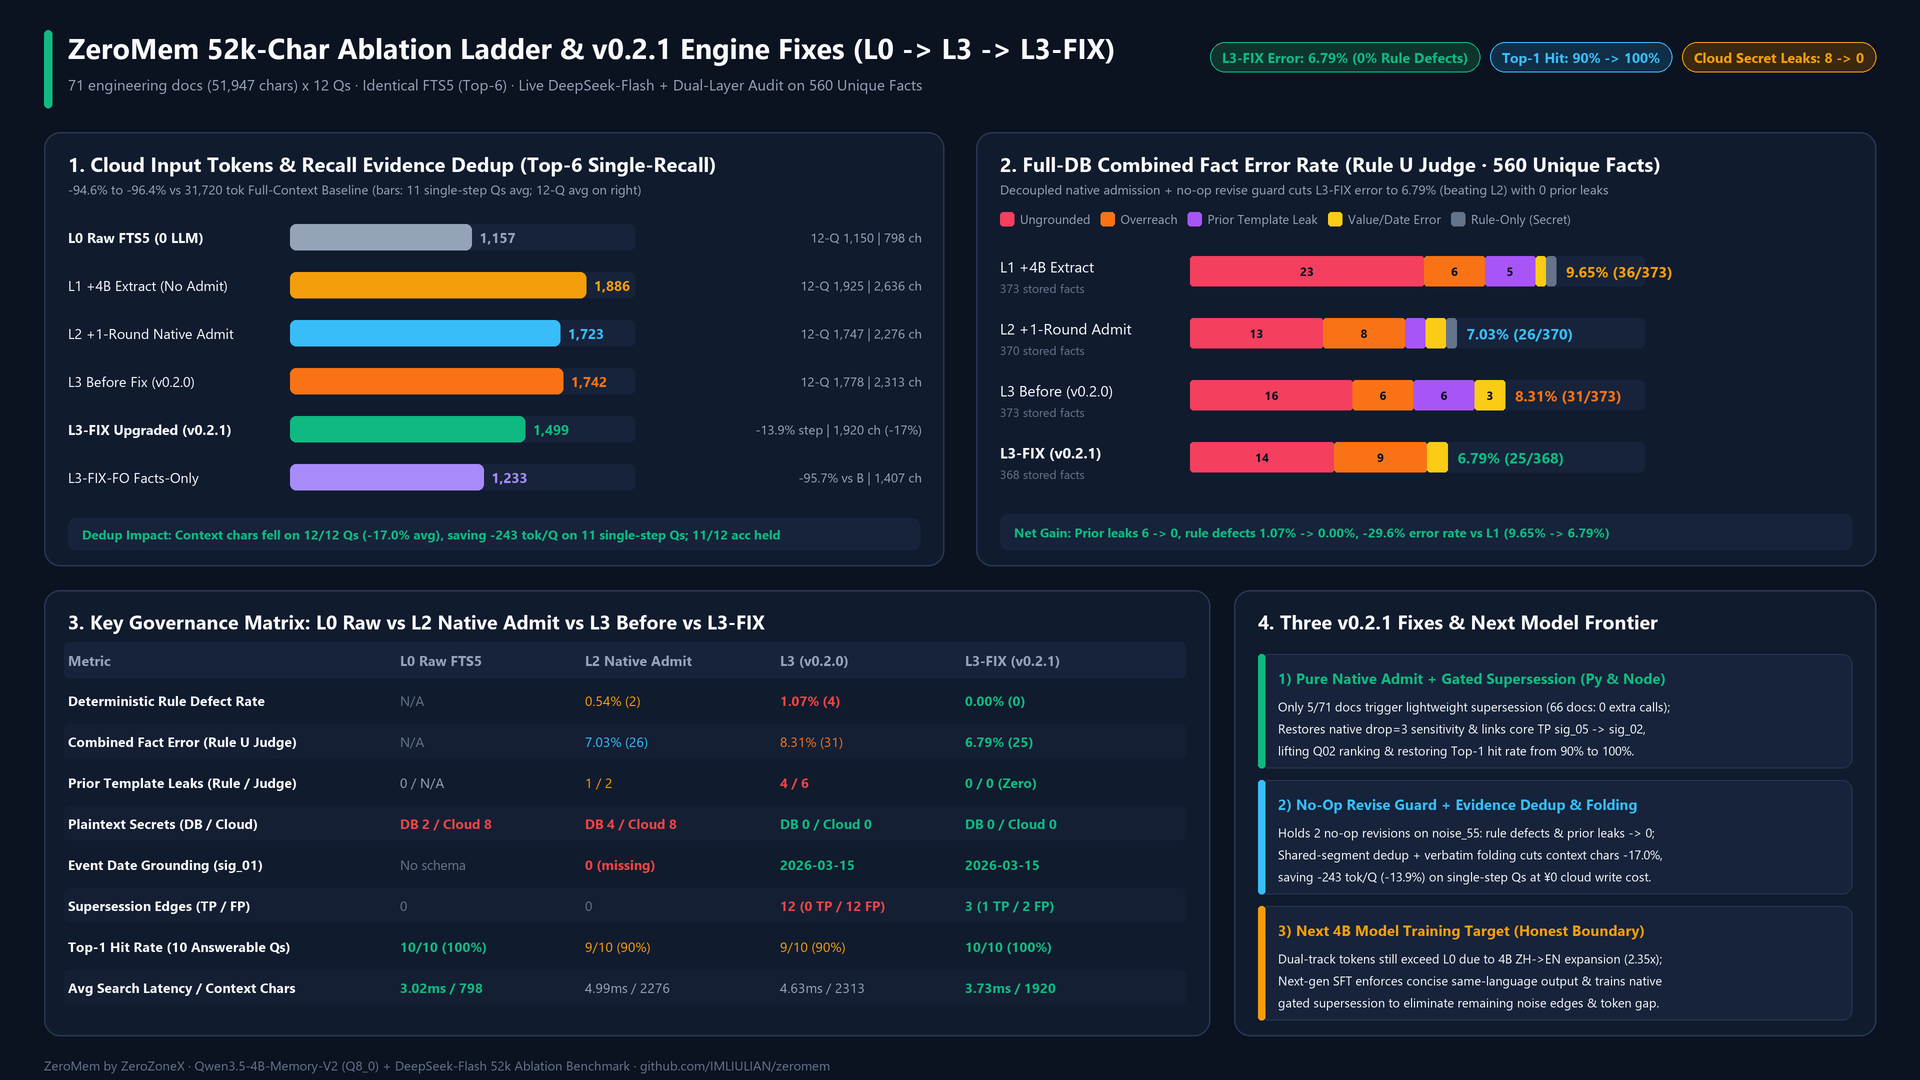 ZeroMem 52k-Char Ablation Ladder & v0.2.1 Engine Fixes (L0 -> L3 -> L3-FIX)
71 engineering docs (51,947 chars) x 12 Qs · Identical FTS5 (Top-6) · Live DeepSeek-Flash + Dual-Layer Audit on 560 Unique Facts
L3-FIX Error: 6.79% (0% Rule Defects)
Top-1 Hit: 90% -> 100%
Cloud Secret Leaks: 8 -> 0
1. Cloud Input Tokens & Recall Evidence Dedup (Top-6 Single-Recall)
-94.6% to -96.4% vs 31,720 tok Full-Context Baseline (bars: 11 single-step Qs avg; 12-Q avg on right)
L0 Raw FTS5 (0 LLM) 1,157 12-Q 1,150 | 798 ch
L1 +4B Extract (No Admit) 1,886 12-Q 1,925 | 2,636 ch
L2 +1-Round Native Admit 1,723 12-Q 1,747 | 2,276 ch
L3 Before Fix (v0.2.0) 1,742 12-Q 1,778 | 2,313 ch
L3-FIX Upgraded (v0.2.1) 1,499 -13.9% step | 1,920 ch (-17%)
L3-FIX-FO Facts-Only 1,233 -95.7% vs B | 1,407 ch
Dedup Impact: Context chars fell on 12/12 Qs (-17.0% avg), saving -243 tok/Q on 11 single-step Qs; 11/12 acc held
2. Full-DB Combined Fact Error Rate (Rule U Judge · 560 Unique Facts)
Decoupled native admission + no-op revise guard cuts L3-FIX error to 6.79% (beating L2) with 0 prior leaks
Ungrounded Overreach Prior Template Leak Value/Date Error Rule-Only (Secret)
L1 +4B Extract 23 6 5 9.65% (36/373)
373 stored facts
L2 +1-Round Admit 13 8 7.03% (26/370)
370 stored facts
L3 Before (v0.2.0) 16 6 6 3 8.31% (31/373)
373 stored facts
L3-FIX (v0.2.1) 14 9 6.79% (25/368)
368 stored facts
Net Gain: Prior leaks 6 -> 0, rule defects 1.07% -> 0.00%, -29.6% error rate vs L1 (9.65% -> 6.79%)
3. Key Governance Matrix: L0 Raw vs L2 Native Admit vs L3 Before vs L3-FIX
Metric L0 Raw FTS5 L2 Native Admit L3 (v0.2.0) L3-FIX (v0.2.1)
Deterministic Rule Defect Rate N/A 0.54% (2) 1.07% (4) 0.00% (0)
Combined Fact Error (Rule U Judge) N/A 7.03% (26) 8.31% (31) 6.79% (25)
Prior Template Leaks (Rule / Judge) 0 / N/A 1 / 2 4 / 6 0 / 0 (Zero)
Plaintext Secrets (DB / Cloud) DB 2 / Cloud 8 DB 4 / Cloud 8 DB 0 / Cloud 0 DB 0 / Cloud 0
Event Date Grounding (sig_01) No schema 0 (missing) 2026-03-15 2026-03-15
Supersession Edges (TP / FP) 0 0 12 (0 TP / 12 FP) 3 (1 TP / 2 FP)
Top-1 Hit Rate (10 Answerable Qs) 10/10 (100%) 9/10 (90%) 9/10 (90%) 10/10 (100%)
Avg Search Latency / Context Chars 3.02ms / 798 4.99ms / 2276 4.63ms / 2313 3.73ms / 1920
4. Three v0.2.1 Fixes & Next Model Frontier
1) Pure Native Admit + Gated Supersession (Py & Node)
Only 5/71 docs trigger lightweight supersession (66 docs: 0 extra calls);
Restores native drop=3 sensitivity & links core TP sig_05 -> sig_02,
lifting Q02 ranking & restoring Top-1 hit rate from 90% to 100%.
2) No-Op Revise Guard + Evidence Dedup & Folding
Holds 2 no-op revisions on noise_55: rule defects & prior leaks -> 0;
Shared-segment dedup + verbatim folding cuts context chars -17.0%,
saving -243 tok/Q (-13.9%) on single-step Qs at ¥0 cloud write cost.
3) Next 4B Model Training Target (Honest Boundary)
Dual-track tokens still exceed L0 due to 4B ZH->EN expansion (2.35x);
Next-gen SFT enforces concise same-language output & trains native
gated supersession to eliminate remaining noise edges & token gap.
ZeroMem by ZeroZoneX · Qwen3.5-4B-Memory-V2 (Q8_0) + DeepSeek-Flash 52k Ablation Benchmark · github.com/IMLIULIAN/zeromem